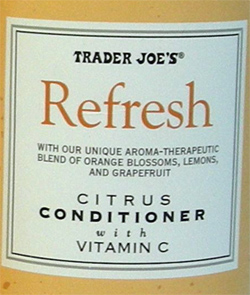 TRADER JOE'S®
Refresh
WITH OUR UNIQUE AROMA-THERAPEUTIC
BLEND OF ORANGE BLOSSOMS, LEMONS,
AND GRAPEFRUIT
CITRUS
CONDITIONER
with
VITAMIN C